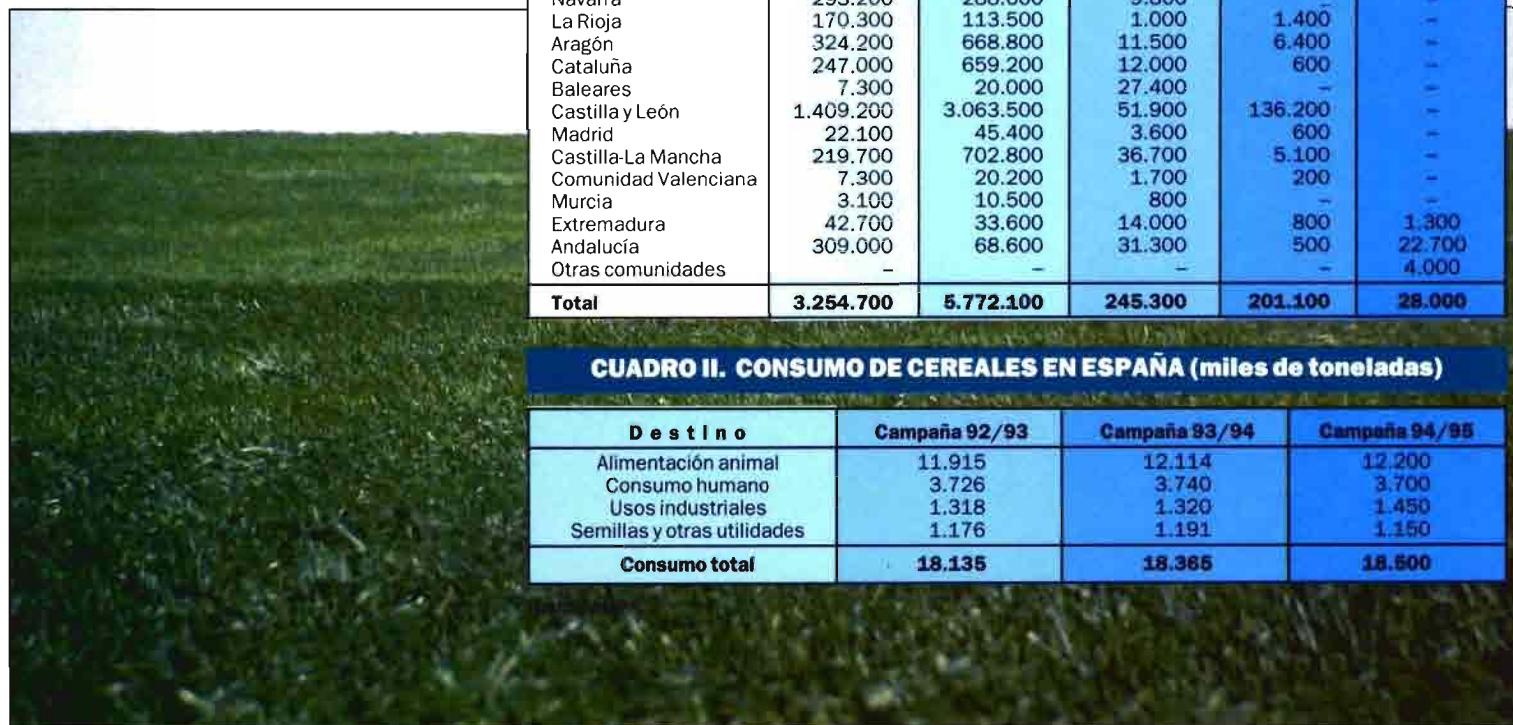 La Rioja 170.300 113.500 1.000 1.400 –
Aragón 324.200 668.800 11.500 6.400 –
Cataluña 247.000 659.200 12.000 600 –
Baleares 7.300 20.000 27.400 – –
Castilla y León 1.409.200 3.063.500 51.900 136.200 –
Madrid 22.100 45.400 3.600 600 –
Castilla-La Mancha 219.700 702.800 36.700 5.100 –
Comunidad Valenciana 7.300 20.200 1.700 200 –
Murcia 3.100 10.500 800 – –
Extremadura 42.700 33.600 14.000 800 1.300
Andalucía 309.000 68.600 31.300 500 22.700
Otras comunidades – – – – 4.000
Total 3.254.700 5.772.100 245.300 201.100 28.000
CUADRO II. CONSUMO DE CEREALES EN ESPAÑA (miles de toneladas)
Destino Campaña 92/93 Campaña 93/94 Campaña 94/95
Alimentación animal 11.915 12.114 12.200
Consumo humano 3.726 3.740 3.700
Usos industriales 1.318 1.320 1.450
Semillas y otras utilidades 1.176 1.191 1.150
Consumo total 18.135 18.365 18.500